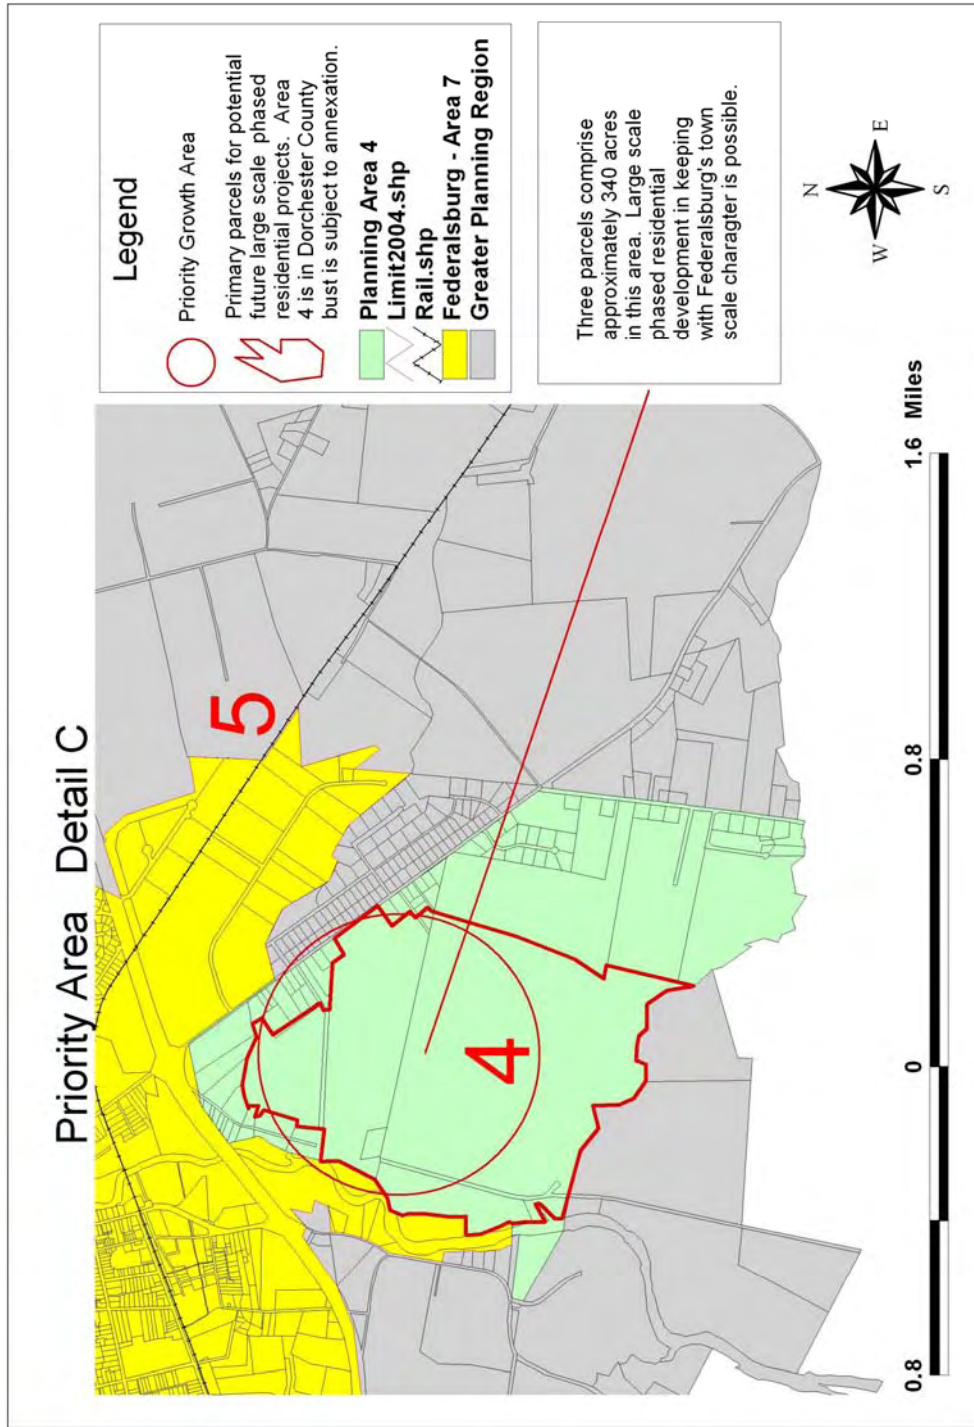 Priority Area Detail C
Legend
Priority Growth Area
Primary parcels for potential
future large scale phased
residential projects. Area
4 is in Dorchester County
bust is subject to annexation.
Planning Area 4
Limit2004.shp
Rail.shp
Federalsburg - Area 7
Greater Planning Region
Three parcels comprise
approximately 340 acres
in this area. Large scale
phased residential
development in keeping
with Federalsburg's town
scale charagter is possible.
5
4
N
W
E
S
0.8
0
0.8
1.6 Miles